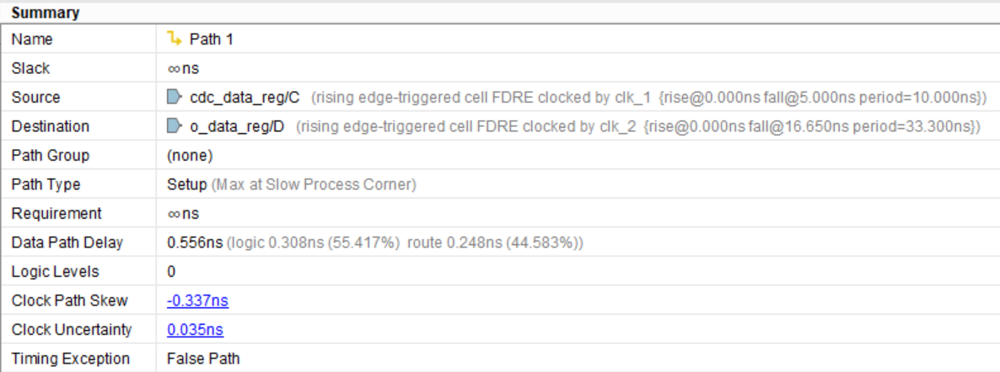 Summary
Name Path 1
Slack ∞ns
Source cdc_data_reg/C (rising edge-triggered cell FDRE clocked by clk_1 {rise@0.000ns fall@5.000ns period=10.000ns})
Destination o_data_reg/D (rising edge-triggered cell FDRE clocked by clk_2 {rise@0.000ns fall@16.650ns period=33.300ns})
Path Group (none)
Path Type Setup (Max at Slow Process Corner)
Requirement ∞ns
Data Path Delay 0.556ns (logic 0.308ns (55.417%) route 0.248ns (44.583%))
Logic Levels 0
Clock Path Skew -0.337ns
Clock Uncertainty 0.035ns
Timing Exception False Path